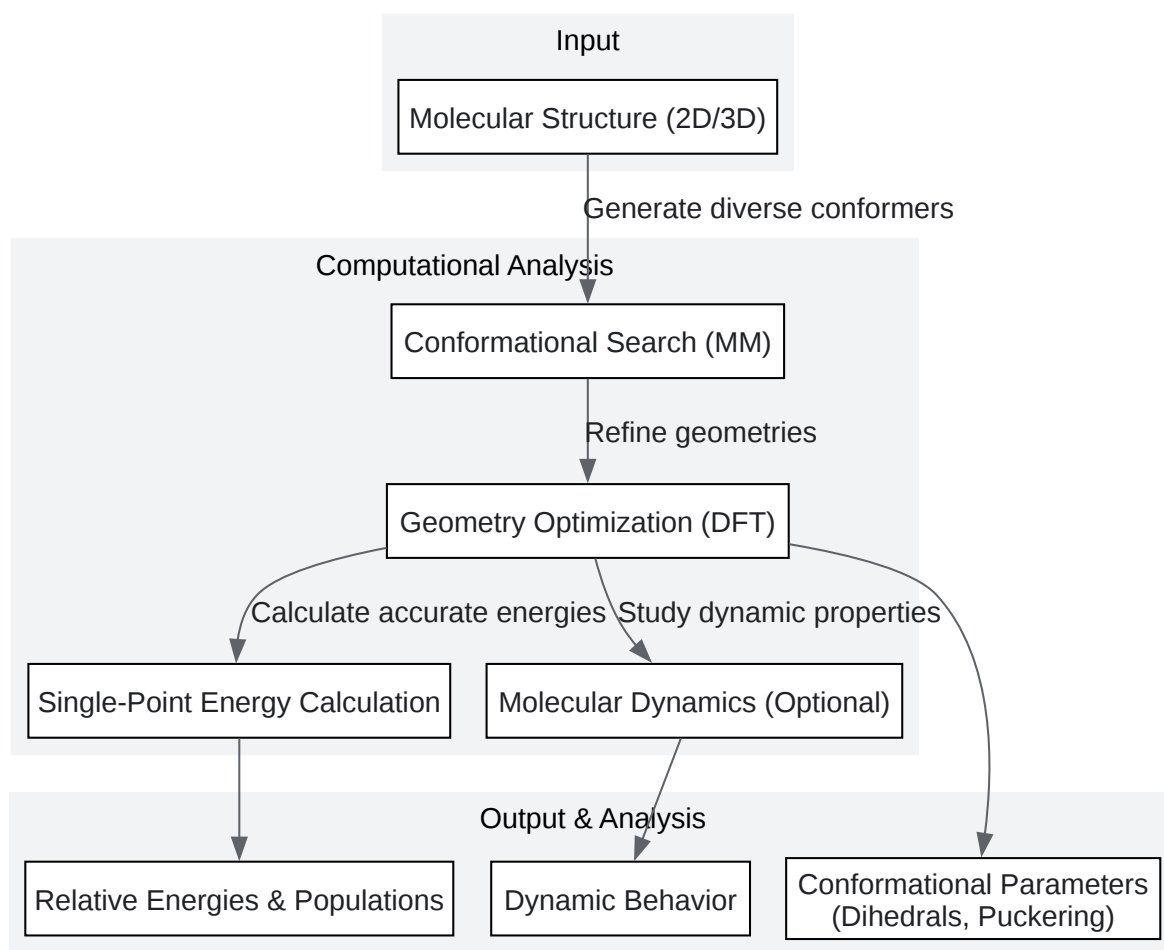 Input
Molecular Structure (2D/3D)
Generate diverse conformers
Computational Analysis
Conformational Search (MM)
Refine geometries
Geometry Optimization (DFT)
Calculate accurate energies
Study dynamic properties
Single-Point Energy Calculation
Molecular Dynamics (Optional)
Output & Analysis
Relative Energies & Populations
Dynamic Behavior
Conformational Parameters
(Dihedrals, Puckering)